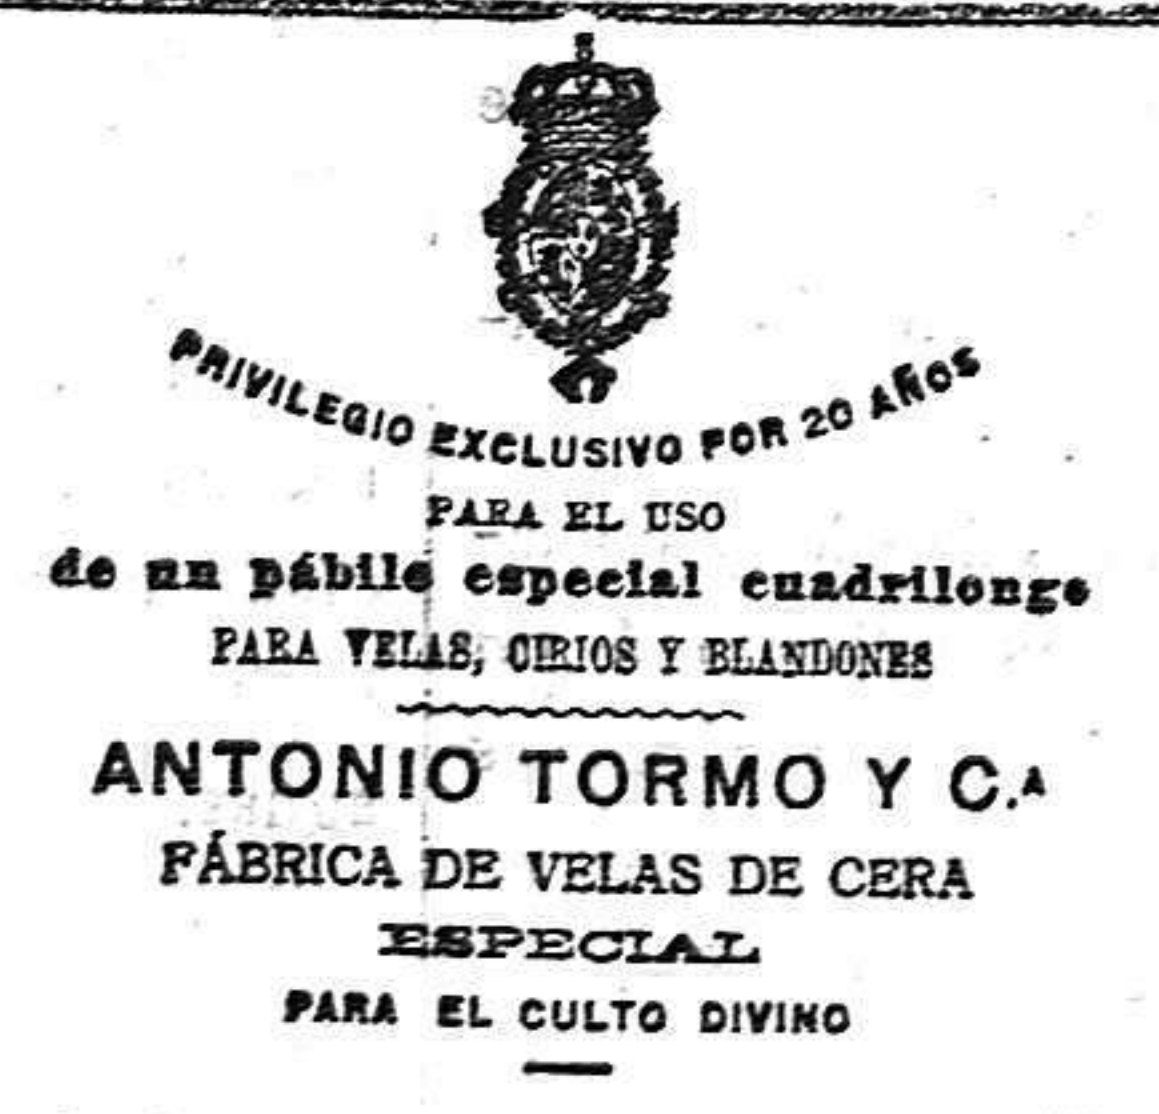 PRIVILEGIO EXCLUSIVO POR 20 AÑOS
PARA EL USO
de un pábilo especial cuadrilongo
PARA VELAS, CIRIOS Y BLANDONES
ANTONIO TORMO Y C.A
FÁBRICA DE VELAS DE CERA
ESPECIAL
PARA EL CULTO DIVINO